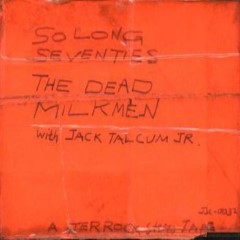 SO LONG
SEVENTIES
THE DEAD
MILKMEN
with JACK TALCUM JR.
A